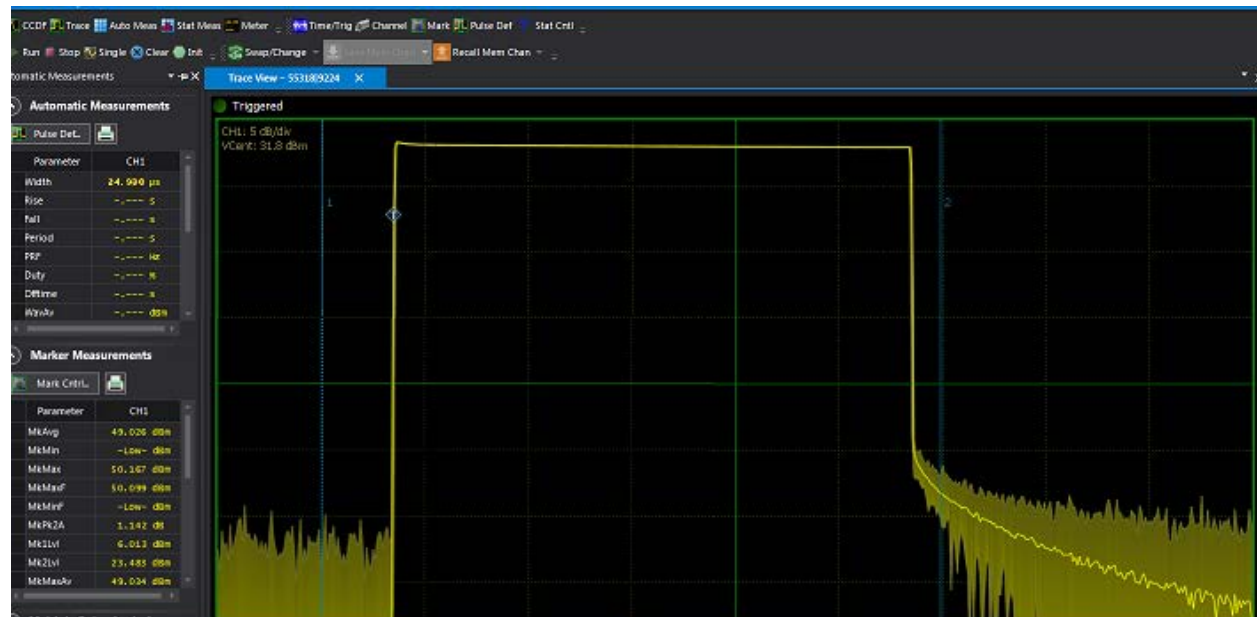 CCDF Trace Auto Meas Stat Meas Meter Time/Trig Channel Mark Pulse Def Stat Cntl
Run Stop Single Clear Init Swap/Change Recall Mem Chan
tomatic Measurements
Trace View - 55318|9224
Automatic Measurements
Triggered
Pulse Def..
CH1: 5 dB/div
VCent: 31.8 dBm
Parameter CH1
Width 24.990 µs
Rise -.--- s
Fall -.--- s
Period -.--- s
PRF -.--- Hz
Duty -.--- %
Offtime -.--- s
WavAv -.--- dBm
1
T
2
Marker Measurements
Mark Cntrl..
Parameter CH1
MkAvg 49.026 dBm
MkMin -Low- dBm
MkMax 50.167 dBm
MkMaxF 50.099 dBm
MkMinF -Low- dBm
MkPk2A 1.142 dB
Mk1Lvl 6.013 dBm
Mk2Lvl 23.483 dBm
MkMaxAv 49.034 dBm